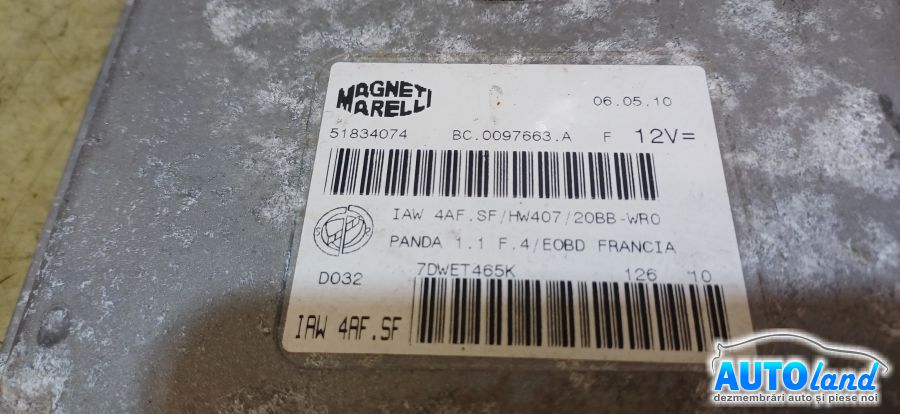 MAGNETI MARELLI
06.05.10
51834074 BC.0097663.A F 12V=
IAW 4AF.SF/HW407/20BB-WR0
PANDA 1.1 F.4/EOBD FRANCIA
D032 7DWET465K 126 10
IAW 4AF.SF
AUTOland
dezmembrări auto și piese noi